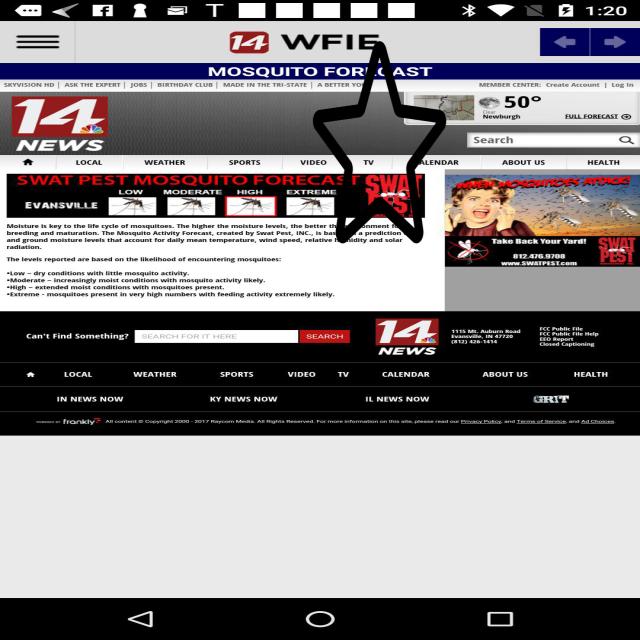 1:20
14 WFIE
MOSQUITO FORECAST
SKYVISION HD | ASK THE EXPERT | JOBS | BIRTHDAY CLUB | MADE IN THE TRI-STATE | A BETTER
MEMBER CENTER: Create Account | Log In
14 NEWS
50°
Clear
Newburgh
FULL FORECAST
Search
LOCAL WEATHER SPORTS VIDEO TV CALENDAR ABOUT US HEALTH
SWAT PEST MOSQUITO FORECAST
LOW MODERATE HIGH EXTREME
EVANSVILLE
SWAT
WHEN MOSQUITOES ATTACK!
Take Back Your Yard!
812.476.9708
www.SWATPEST.com
SWAT PEST
Moisture is key to the life cycle of mosquitoes. The higher the moisture levels, the better the
breeding and maturation. The Mosquito Activity Forecast, created by Swat Pest, INC., is prediction
and ground moisture levels that account for daily mean temperature, wind speed, relative and solar
radiation.
The levels reported are based on the likelihood of encountering mosquitoes:
•Low – dry conditions with little mosquito activity.
•Moderate – increasingly moist conditions with mosquito activity likely.
•High – extended moist conditions with mosquitoes present.
•Extreme - mosquitoes present in very high numbers with feeding activity extremely likely.
Can't Find Something?
SEARCH FOR IT HERE
SEARCH
14 NEWS
1115 Mt. Auburn Road
Evansville, IN 47720
(812) 426-1414
FCC Public File
FCC Public File Help
EEO Report
Closed Captioning
LOCAL WEATHER SPORTS VIDEO TV CALENDAR ABOUT US HEALTH
IN NEWS NOW KY NEWS NOW IL NEWS NOW GRIT
POWERED BY frankly All content © Copyright 2000 - 2017 Raycom Media. All Rights Reserved. For more information on this site, please read our Privacy Policy, and Terms of Service, and Ad Choices.